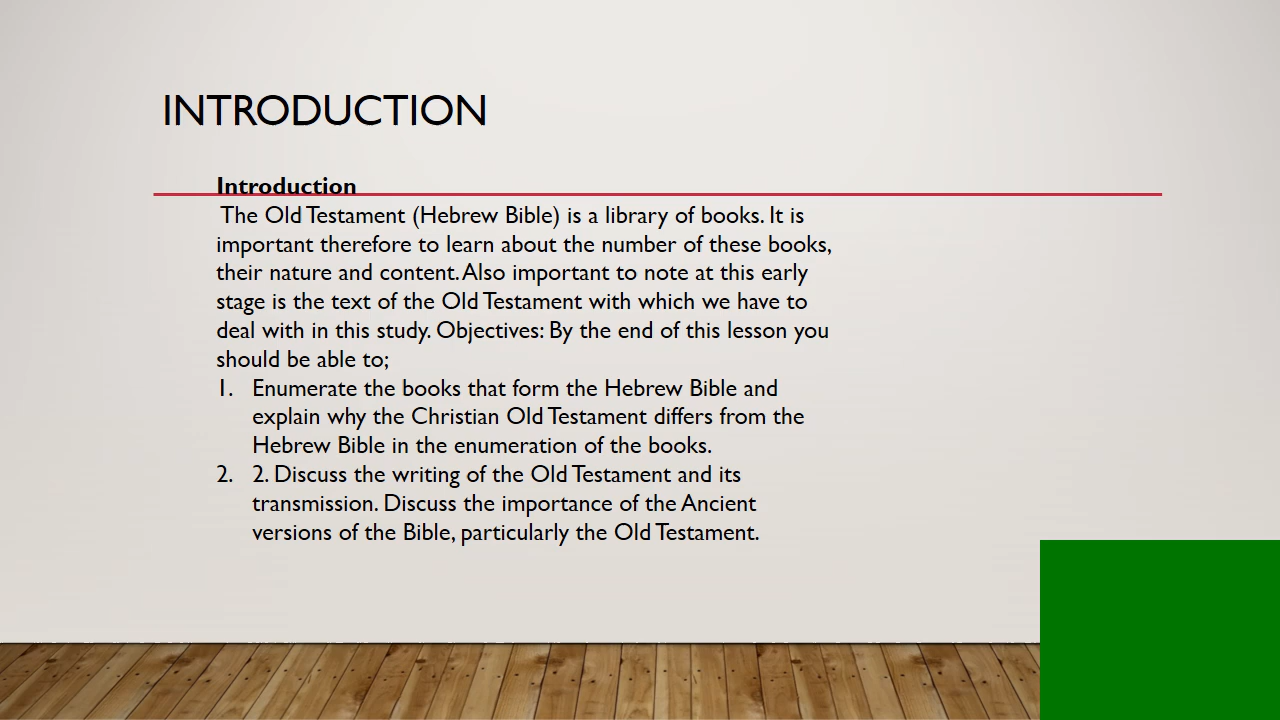 INTRODUCTION
Introduction
The Old Testament (Hebrew Bible) is a library of books. It is
important therefore to learn about the number of these books,
their nature and content. Also important to note at this early
stage is the text of the Old Testament with which we have to
deal with in this study. Objectives: By the end of this lesson you
should be able to;
1. Enumerate the books that form the Hebrew Bible and
explain why the Christian Old Testament differs from the
Hebrew Bible in the enumeration of the books.
2. 2. Discuss the writing of the Old Testament and its
transmission. Discuss the importance of the Ancient
versions of the Bible, particularly the Old Testament.